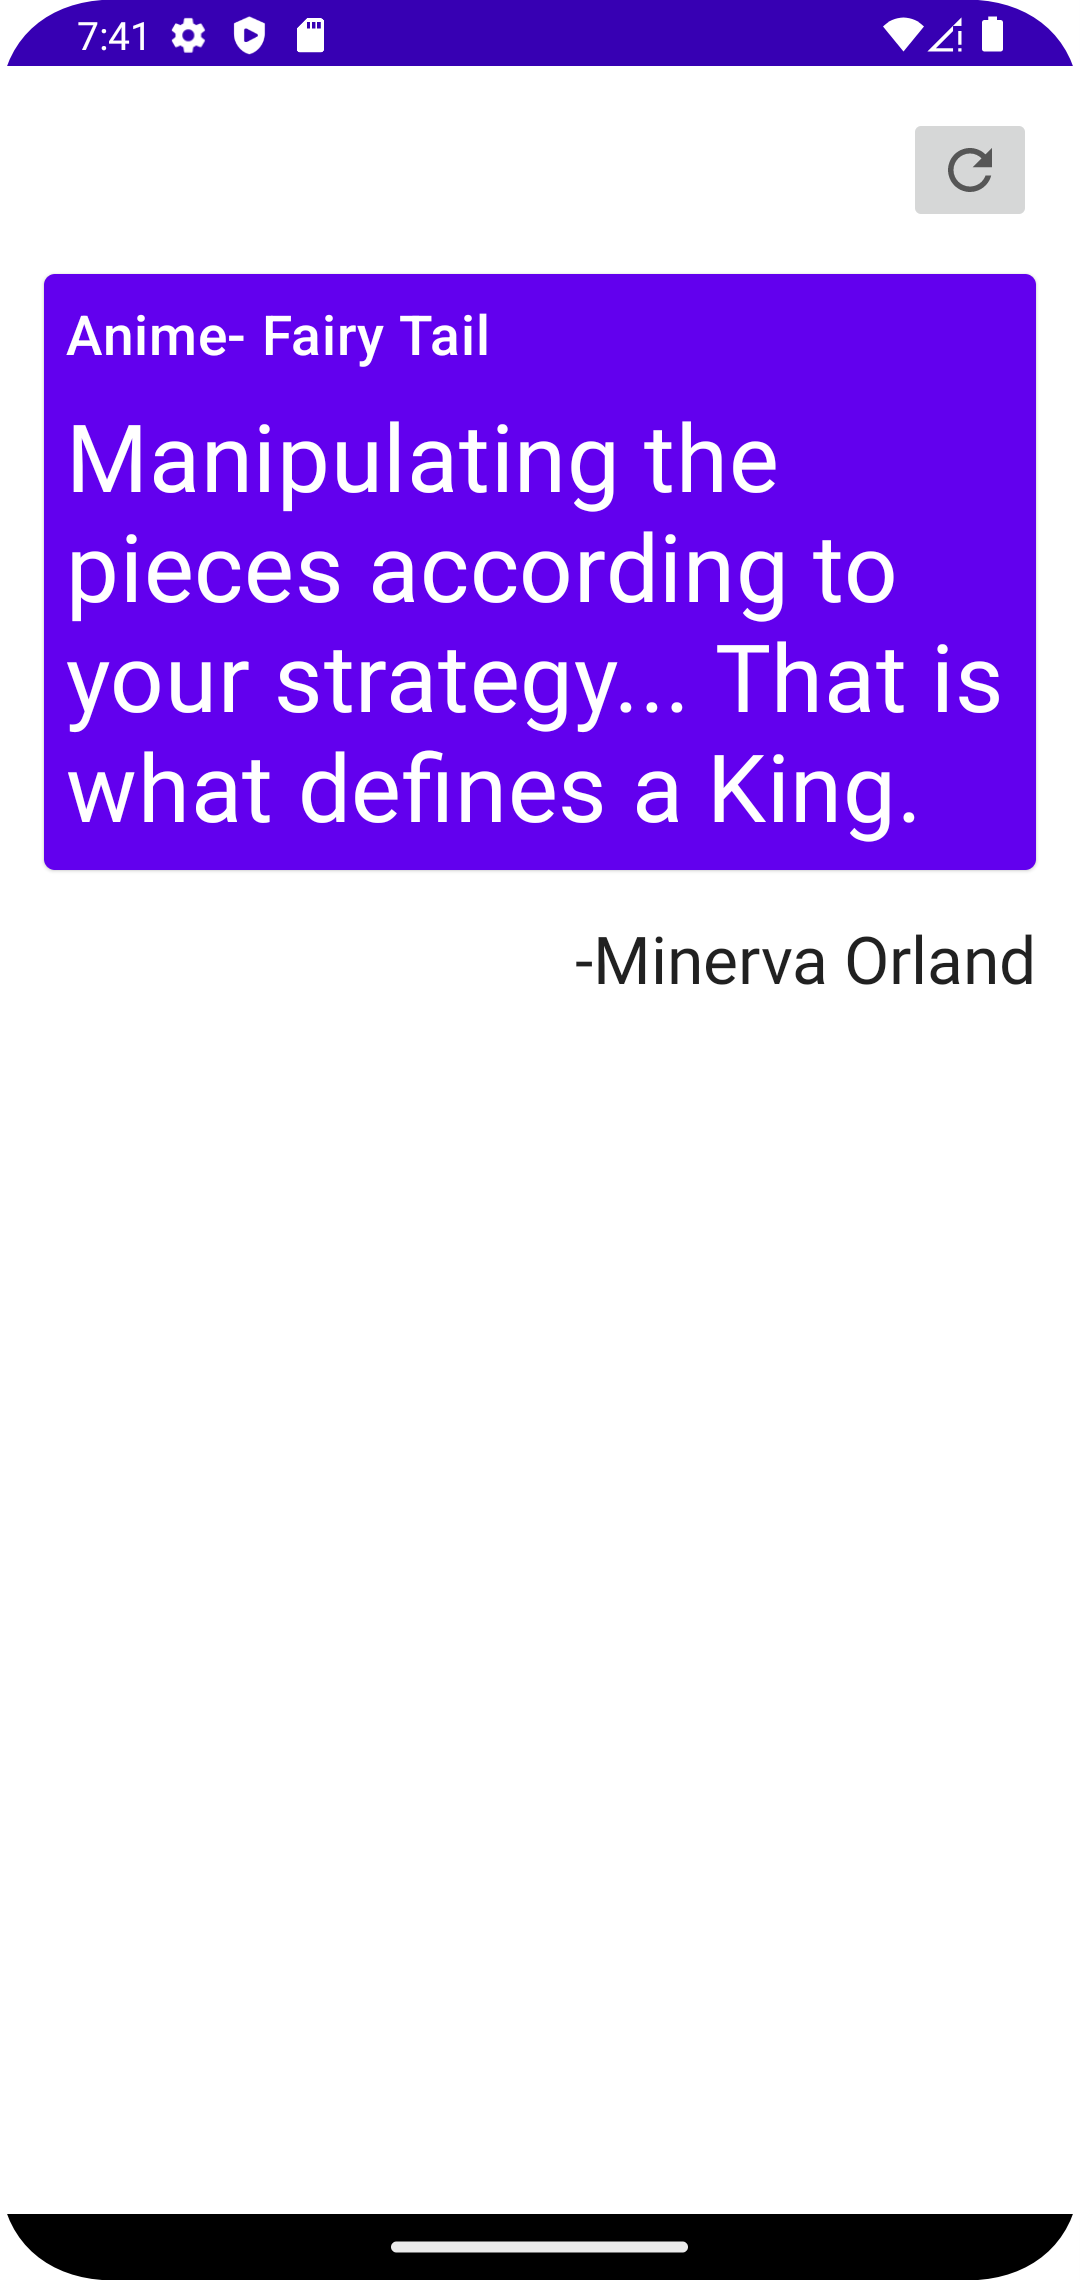 7:41
Anime- Fairy Tail
Manipulating the
pieces according to
your strategy... That is
what defines a King.
-Minerva Orland